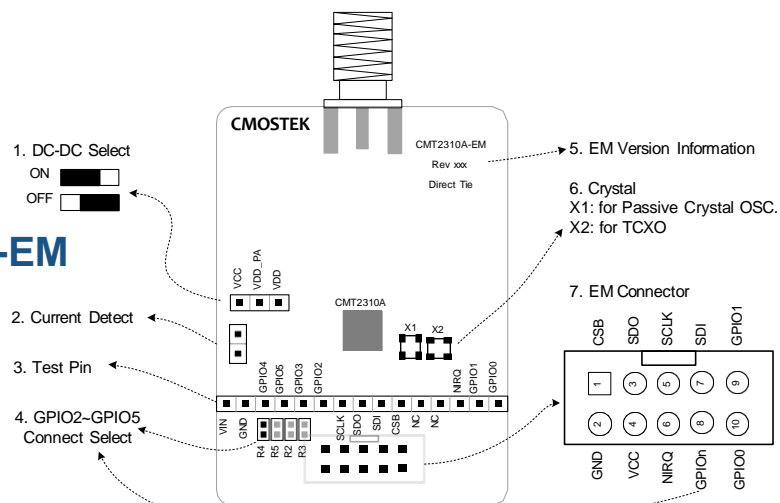 CMOSTEK
CMT2310A-EM
Rev xxx
Direct Tie
1. DC-DC Select
ON
OFF
5. EM Version Information
6. Crystal
X1: for Passive Crystal OSC.
X2: for TCXO
-EM
VCC
VDD_PA
VDD
2. Current Detect
CMT2310A
X1
X2
7. EM Connector
CSB
SDO
SCLK
SDI
GPIO1
1
3
5
7
9
2
4
6
8
10
GND
VCC
NIRQ
GPIOn
GPIO0
3. Test Pin
GPIO4
GPIO5
GPIO3
GPIO2
NIRQ
GPIO1
GPIO0
VIN
GND
SCLK
SDO
SDI
CSB
NC
NC
4. GPIO2~GPIO5
Connect Select
R4
R5
R2
R3